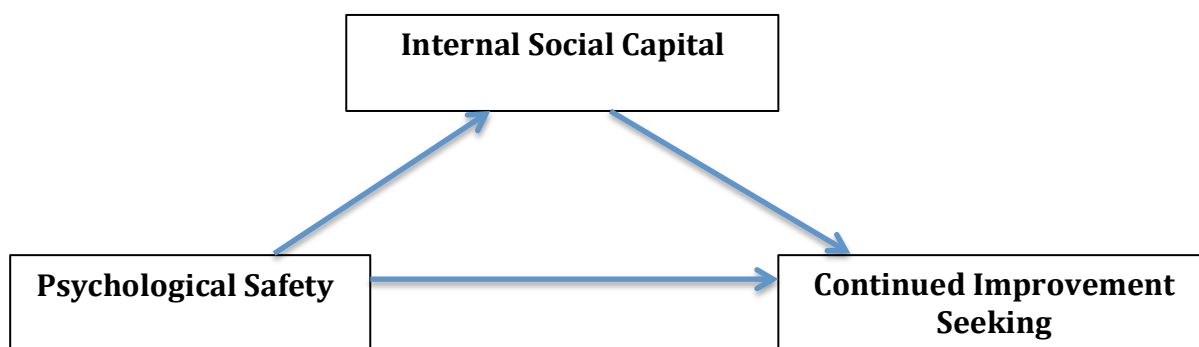 Internal Social Capital
Psychological Safety
Continued Improvement
Seeking